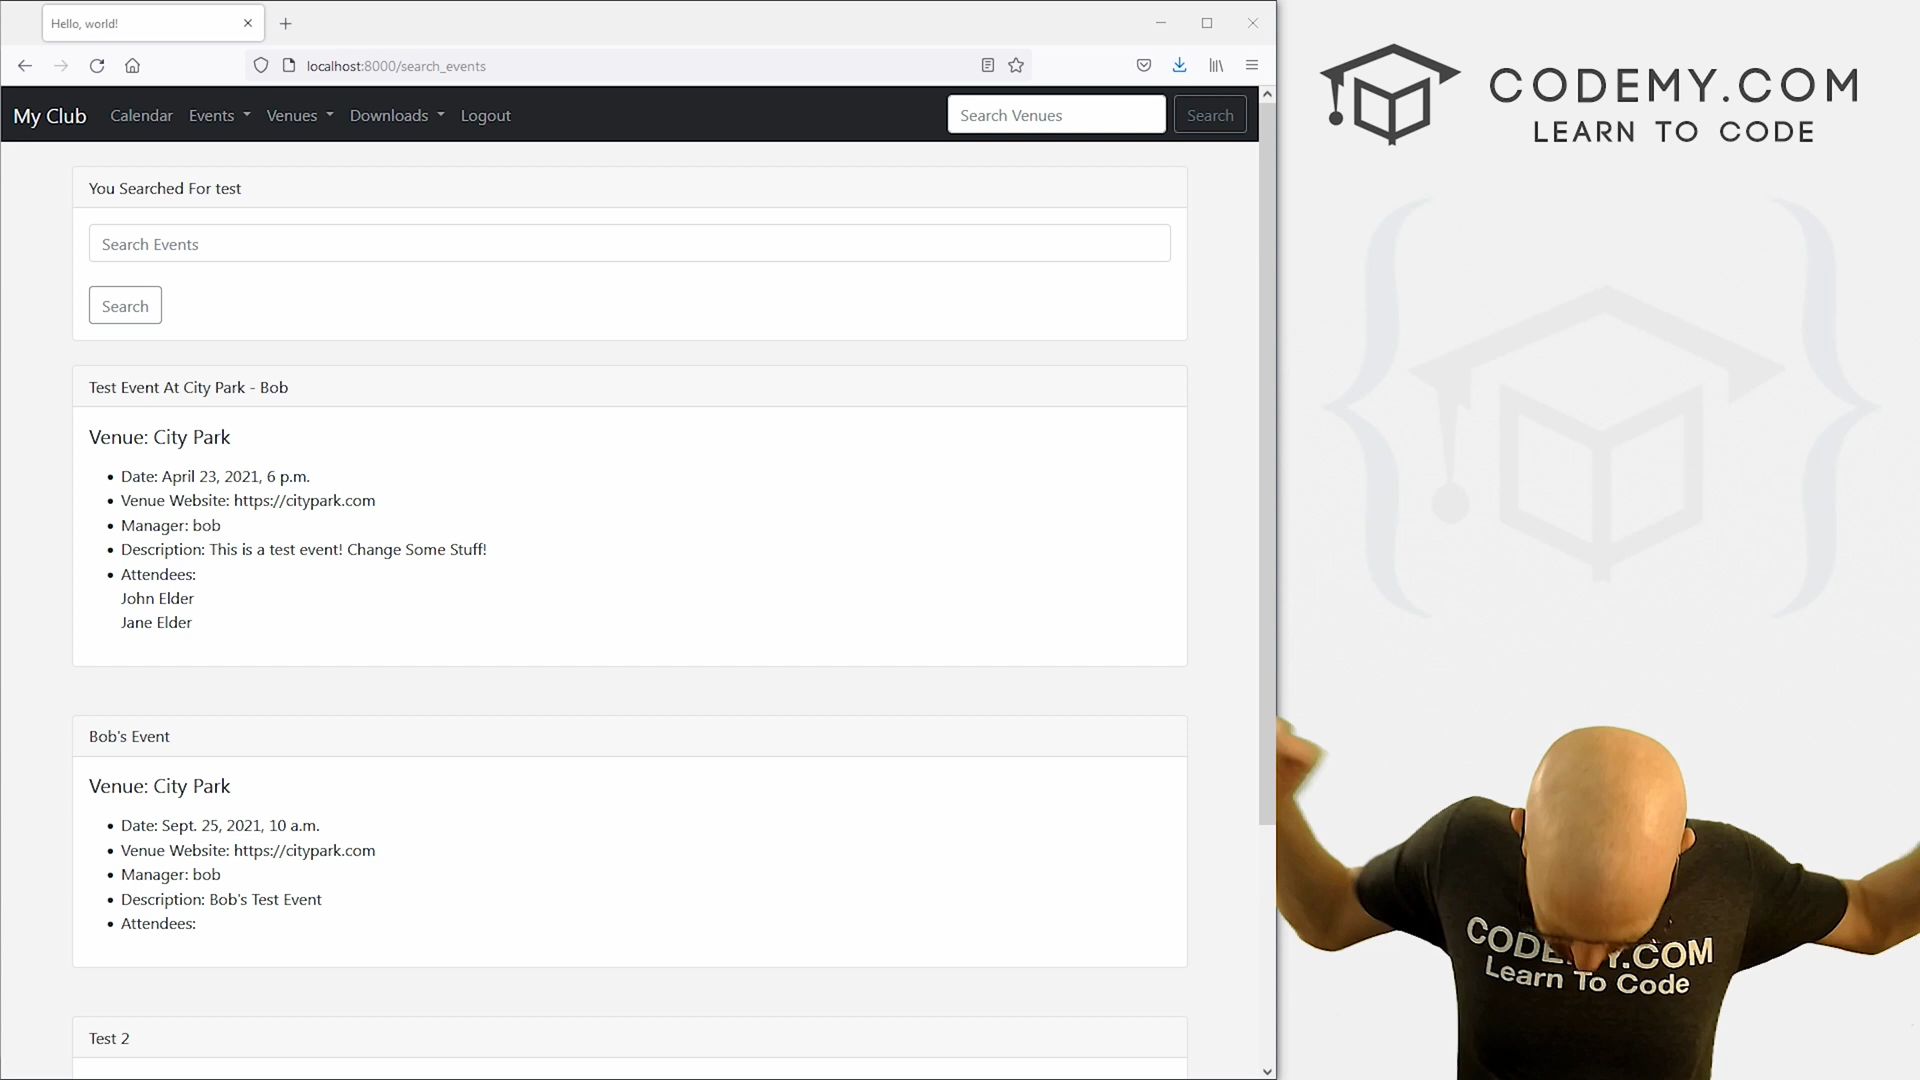 Hello, world!
localhost:8000/search_events
My Club
Calendar
Events
Venues
Downloads
Logout
Search Venues
Search
You Searched For test
Search Events
Search
Test Event At City Park - Bob
Venue: City Park
Date: April 23, 2021, 6 p.m.
Venue Website: https://citypark.com
Manager: bob
Description: This is a test event! Change Some Stuff!
Attendees:
John Elder
Jane Elder
Bob's Event
Venue: City Park
Date: Sept. 25, 2021, 10 a.m.
Venue Website: https://citypark.com
Manager: bob
Description: Bob's Test Event
Attendees:
Test 2
CODEMY.COM
LEARN TO CODE
Learn To Code